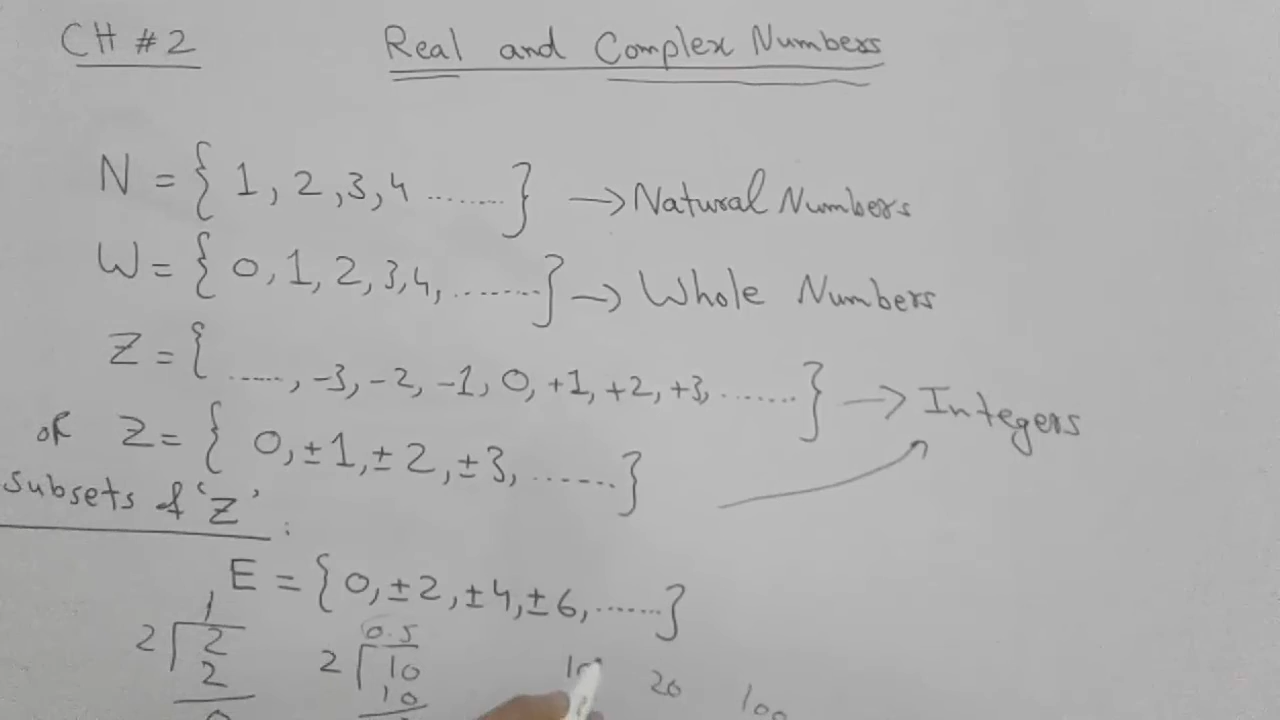 CH # 2 Real and Complex Numbers
N = { 1, 2, 3, 4 ........ } → Natural Numbers
W = { 0, 1, 2, 3, 4, ........ } → Whole Numbers
Z = { ......, -3, -2, -1, 0, +1, +2, +3, ........ } → Integers
or Z = { 0, ±1, ±2, ±3, ....... }
Subsets of 'Z' :
E = { 0, ±2, ±4, ±6, ...... }
1 0.5
2 2 2 10 20 100
2 10